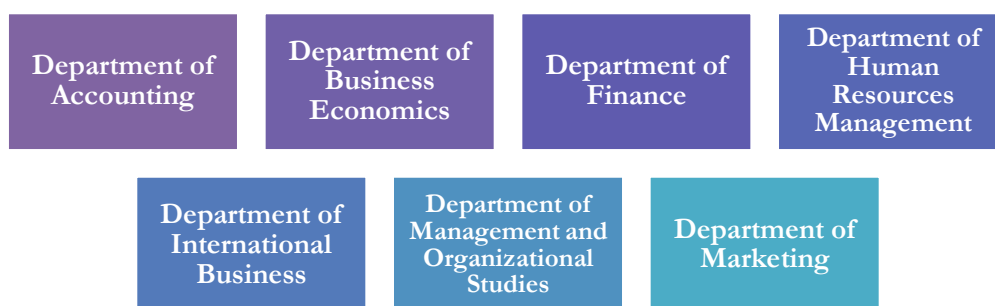 Department of
Accounting
Department of
Business
Economics
Department of
Finance
Department of
Human
Resources
Management
Department of
International
Business
Department of
Management and
Organizational
Studies
Department of
Marketing